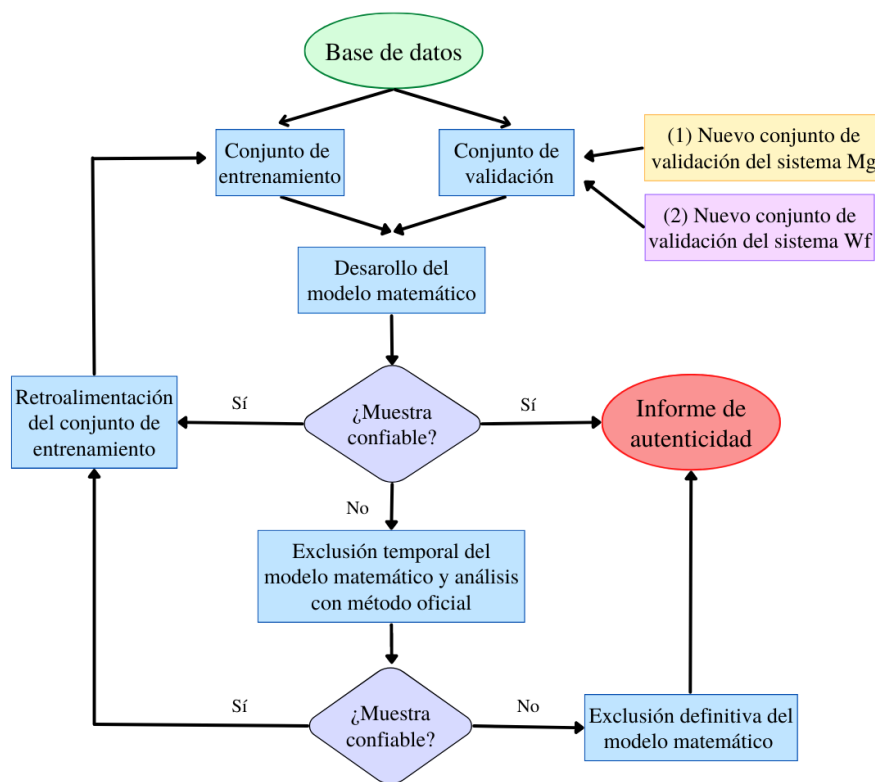 Base de datos
Conjunto de
entrenamiento
Conjunto de
validación
(1) Nuevo conjunto de
validación del sistema Mg
(2) Nuevo conjunto de
validación del sistema Wf
Desarollo del
modelo matemático
Retroalimentación
del conjunto de
entrenamiento
Sí
¿Muestra
confiable?
Sí
Informe de
autenticidad
No
Exclusión temporal del
modelo matemático y análisis
con método oficial
Sí
¿Muestra
confiable?
No
Exclusión definitiva del
modelo matemático